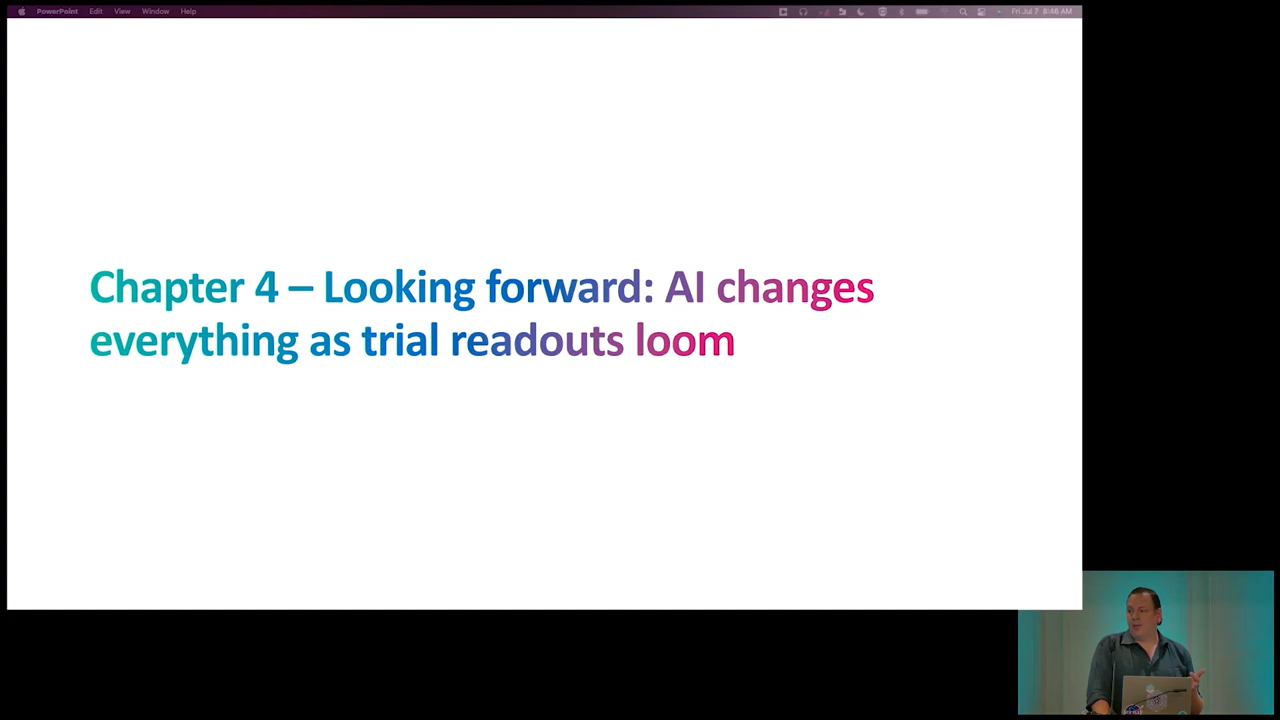 PowerPoint Edit View Window Help Fri Jul 7 8:46 AM
Chapter 4 – Looking forward: AI changes
everything as trial readouts loom